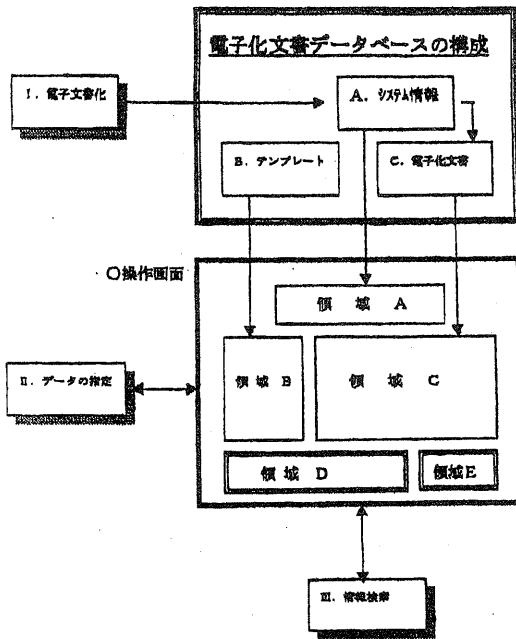 電子化文書データベースの構成
I. 電子文書化
A. システム情報
B. テンプレート
C. 電子化文書
〇操作画面
領 域 A
領 域 B
領 域 C
II. データの指定
領 域 D
領域E
III. 情報検索